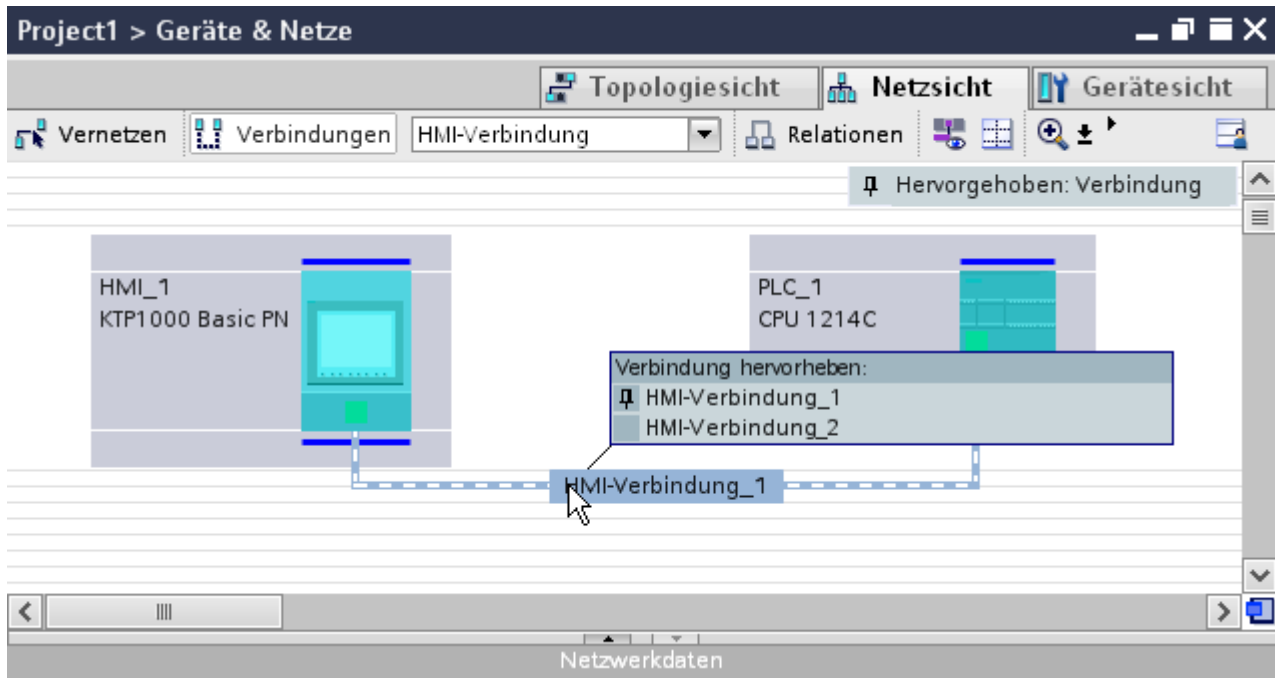 Project1 > Geräte & Netze
Topologiesicht Netzsicht Gerätesicht
Vernetzen Verbindungen HMI-Verbindung Relationen
Hervorgehoben: Verbindung
HMI_1
KTP1000 Basic PN
PLC_1
CPU 1214C
Verbindung hervorheben:
HMI-Verbindung_1
HMI-Verbindung_2
HMI-Verbindung_1
Netzwerkdaten